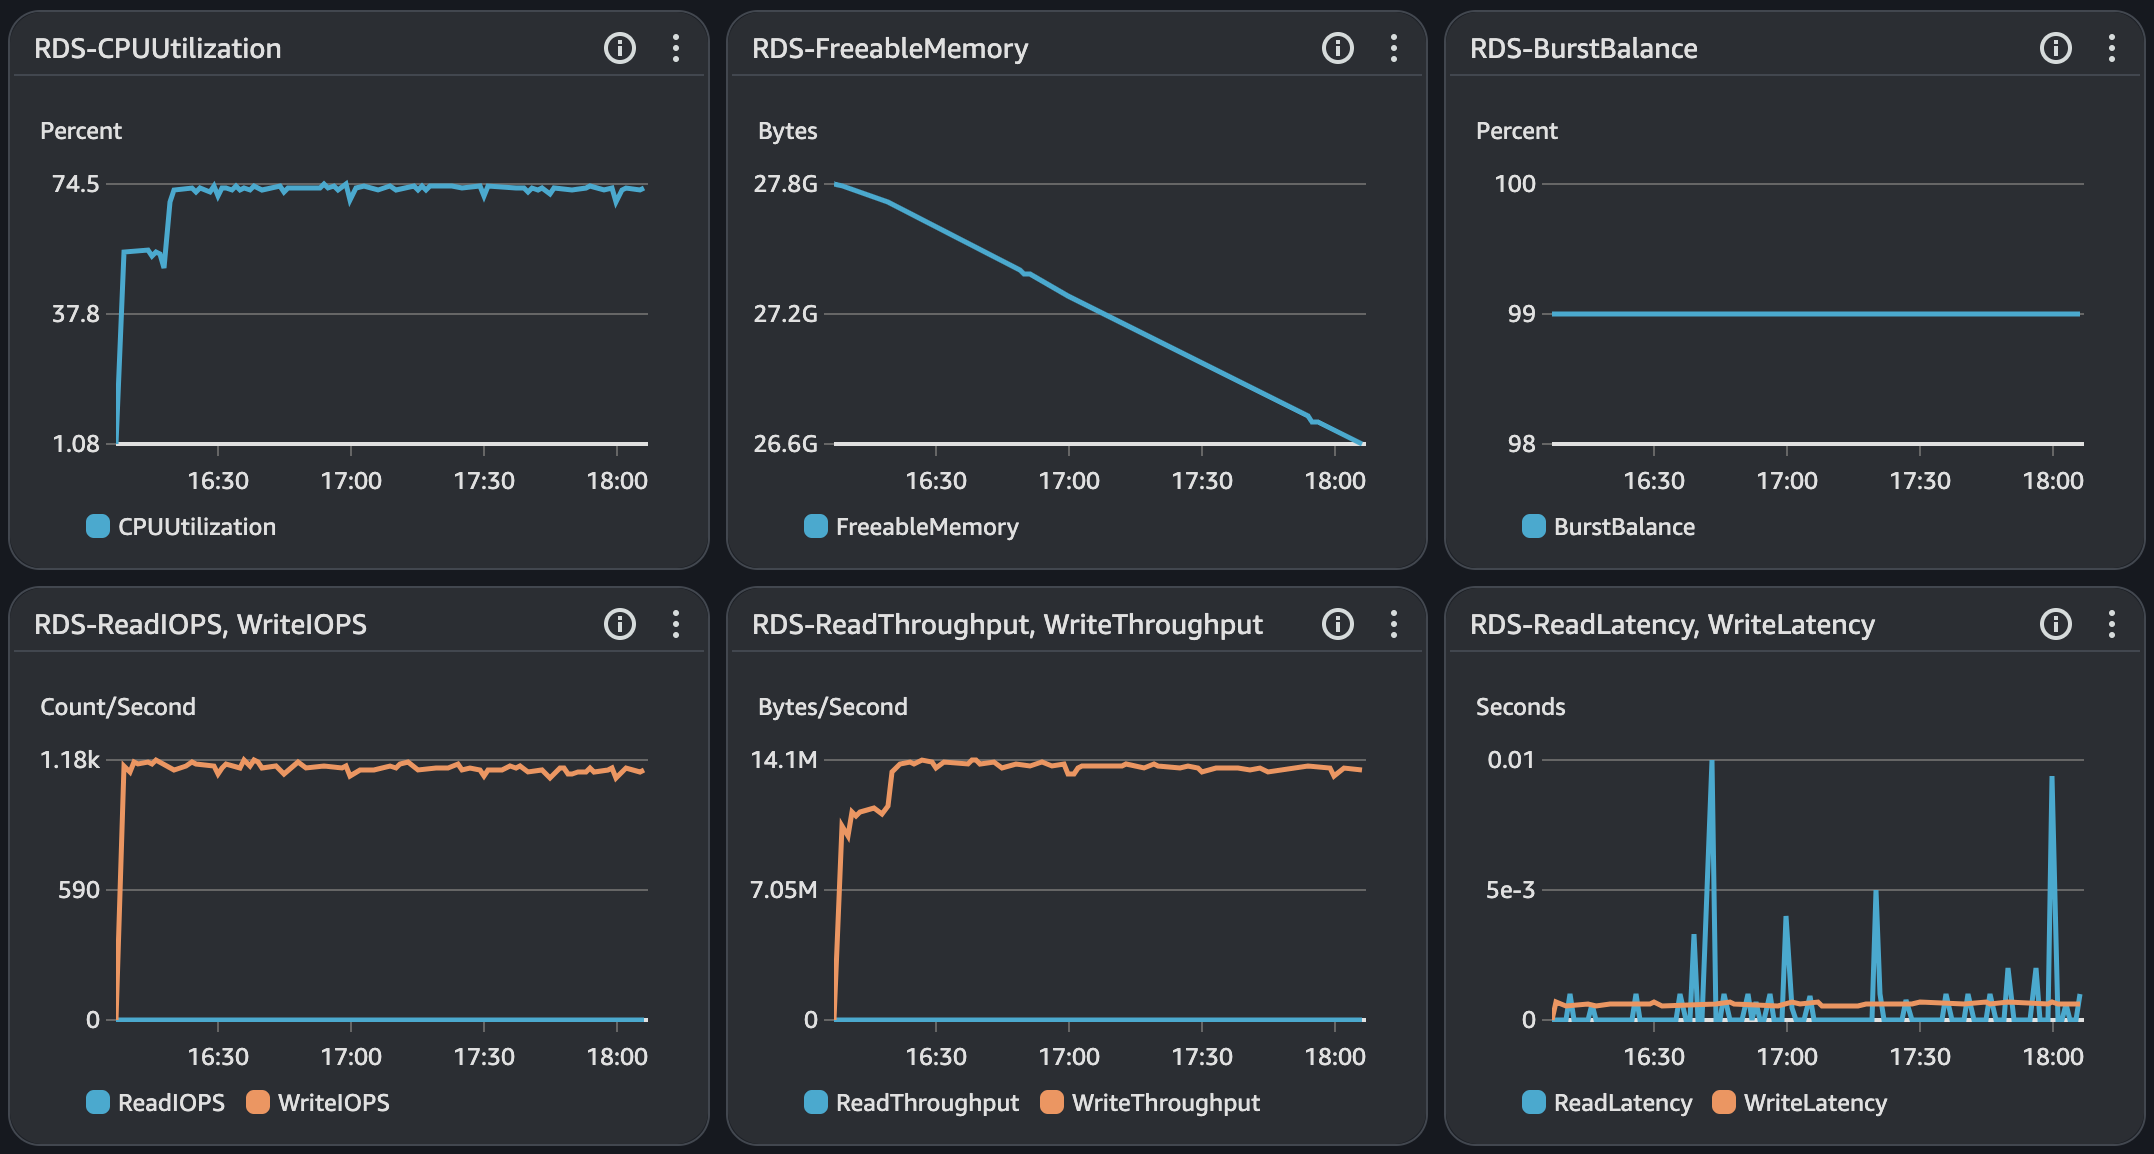 RDS-CPUUtilization
Percent
74.5
37.8
1.08
16:30 17:00 17:30 18:00
CPUUtilization
RDS-FreeableMemory
Bytes
27.8G
27.2G
26.6G
16:30 17:00 17:30 18:00
FreeableMemory
RDS-BurstBalance
Percent
100
99
98
16:30 17:00 17:30 18:00
BurstBalance
RDS-ReadIOPS, WriteIOPS
Count/Second
1.18k
590
0
16:30 17:00 17:30 18:00
ReadIOPS WriteIOPS
RDS-ReadThroughput, WriteThroughput
Bytes/Second
14.1M
7.05M
0
16:30 17:00 17:30 18:00
ReadThroughput WriteThroughput
RDS-ReadLatency, WriteLatency
Seconds
0.01
5e-3
0
16:30 17:00 17:30 18:00
ReadLatency WriteLatency